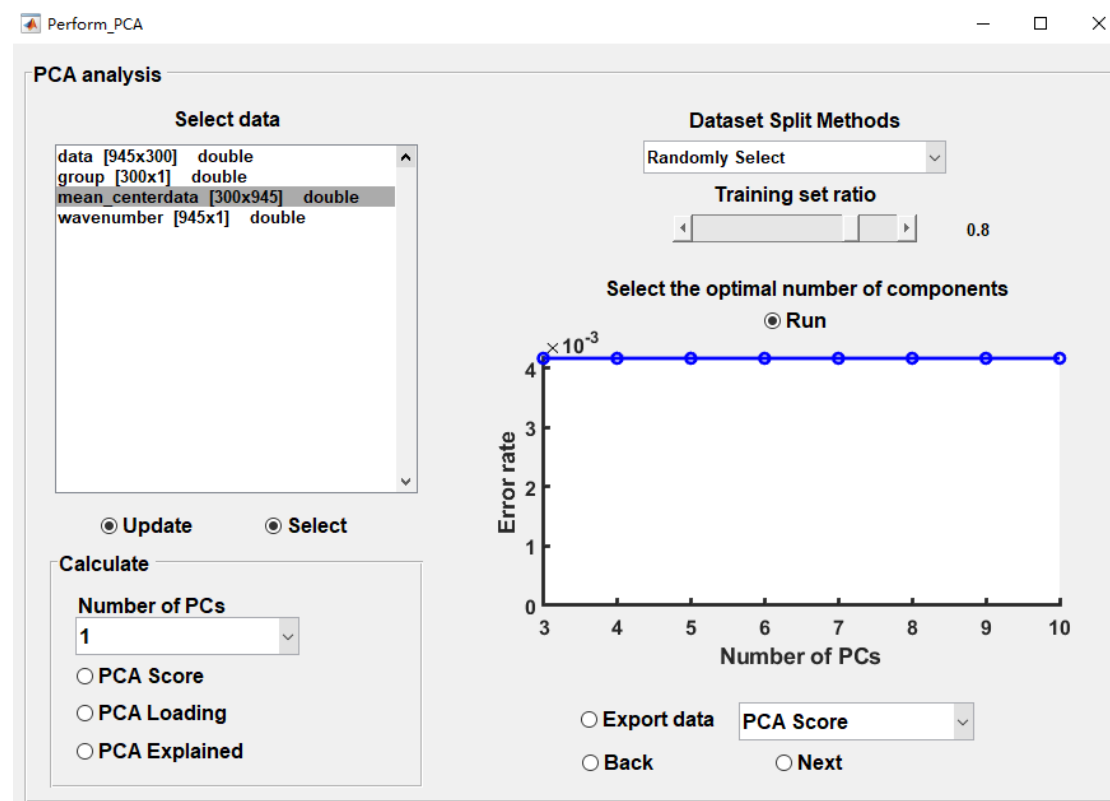 Perform_PCA
PCA analysis
Select data
data [945x300] double
group [300x1] double
mean_centerdata [300x945] double
wavenumber [945x1] double
Update
Select
Calculate
Number of PCs
1
PCA Score
PCA Loading
PCA Explained
Dataset Split Methods
Randomly Select
Training set ratio
0.8
Select the optimal number of components
Run
×10⁻³
4
3
2
1
0
Error rate
3 4 5 6 7 8 9 10
Number of PCs
Export data
PCA Score
Back
Next